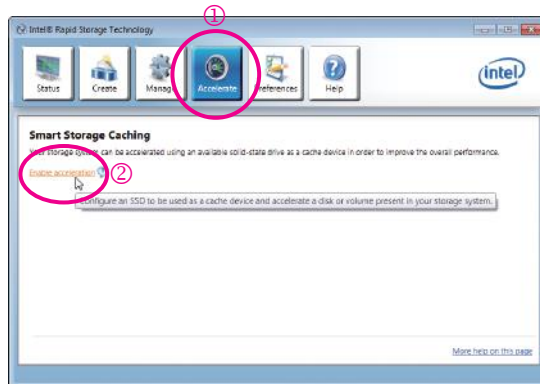 ①
Intel® Rapid Storage Technology
Status
Create
Manag
Accelerate
references
Help
intel
Smart Storage Caching
Your storage system can be accelerated using an available solid-state drive as a cache device in order to improve the overall performance.
Enable acceleration
②
Configure an SSD to be used as a cache device and accelerate a disk or volume present in your storage system.
More help on this page